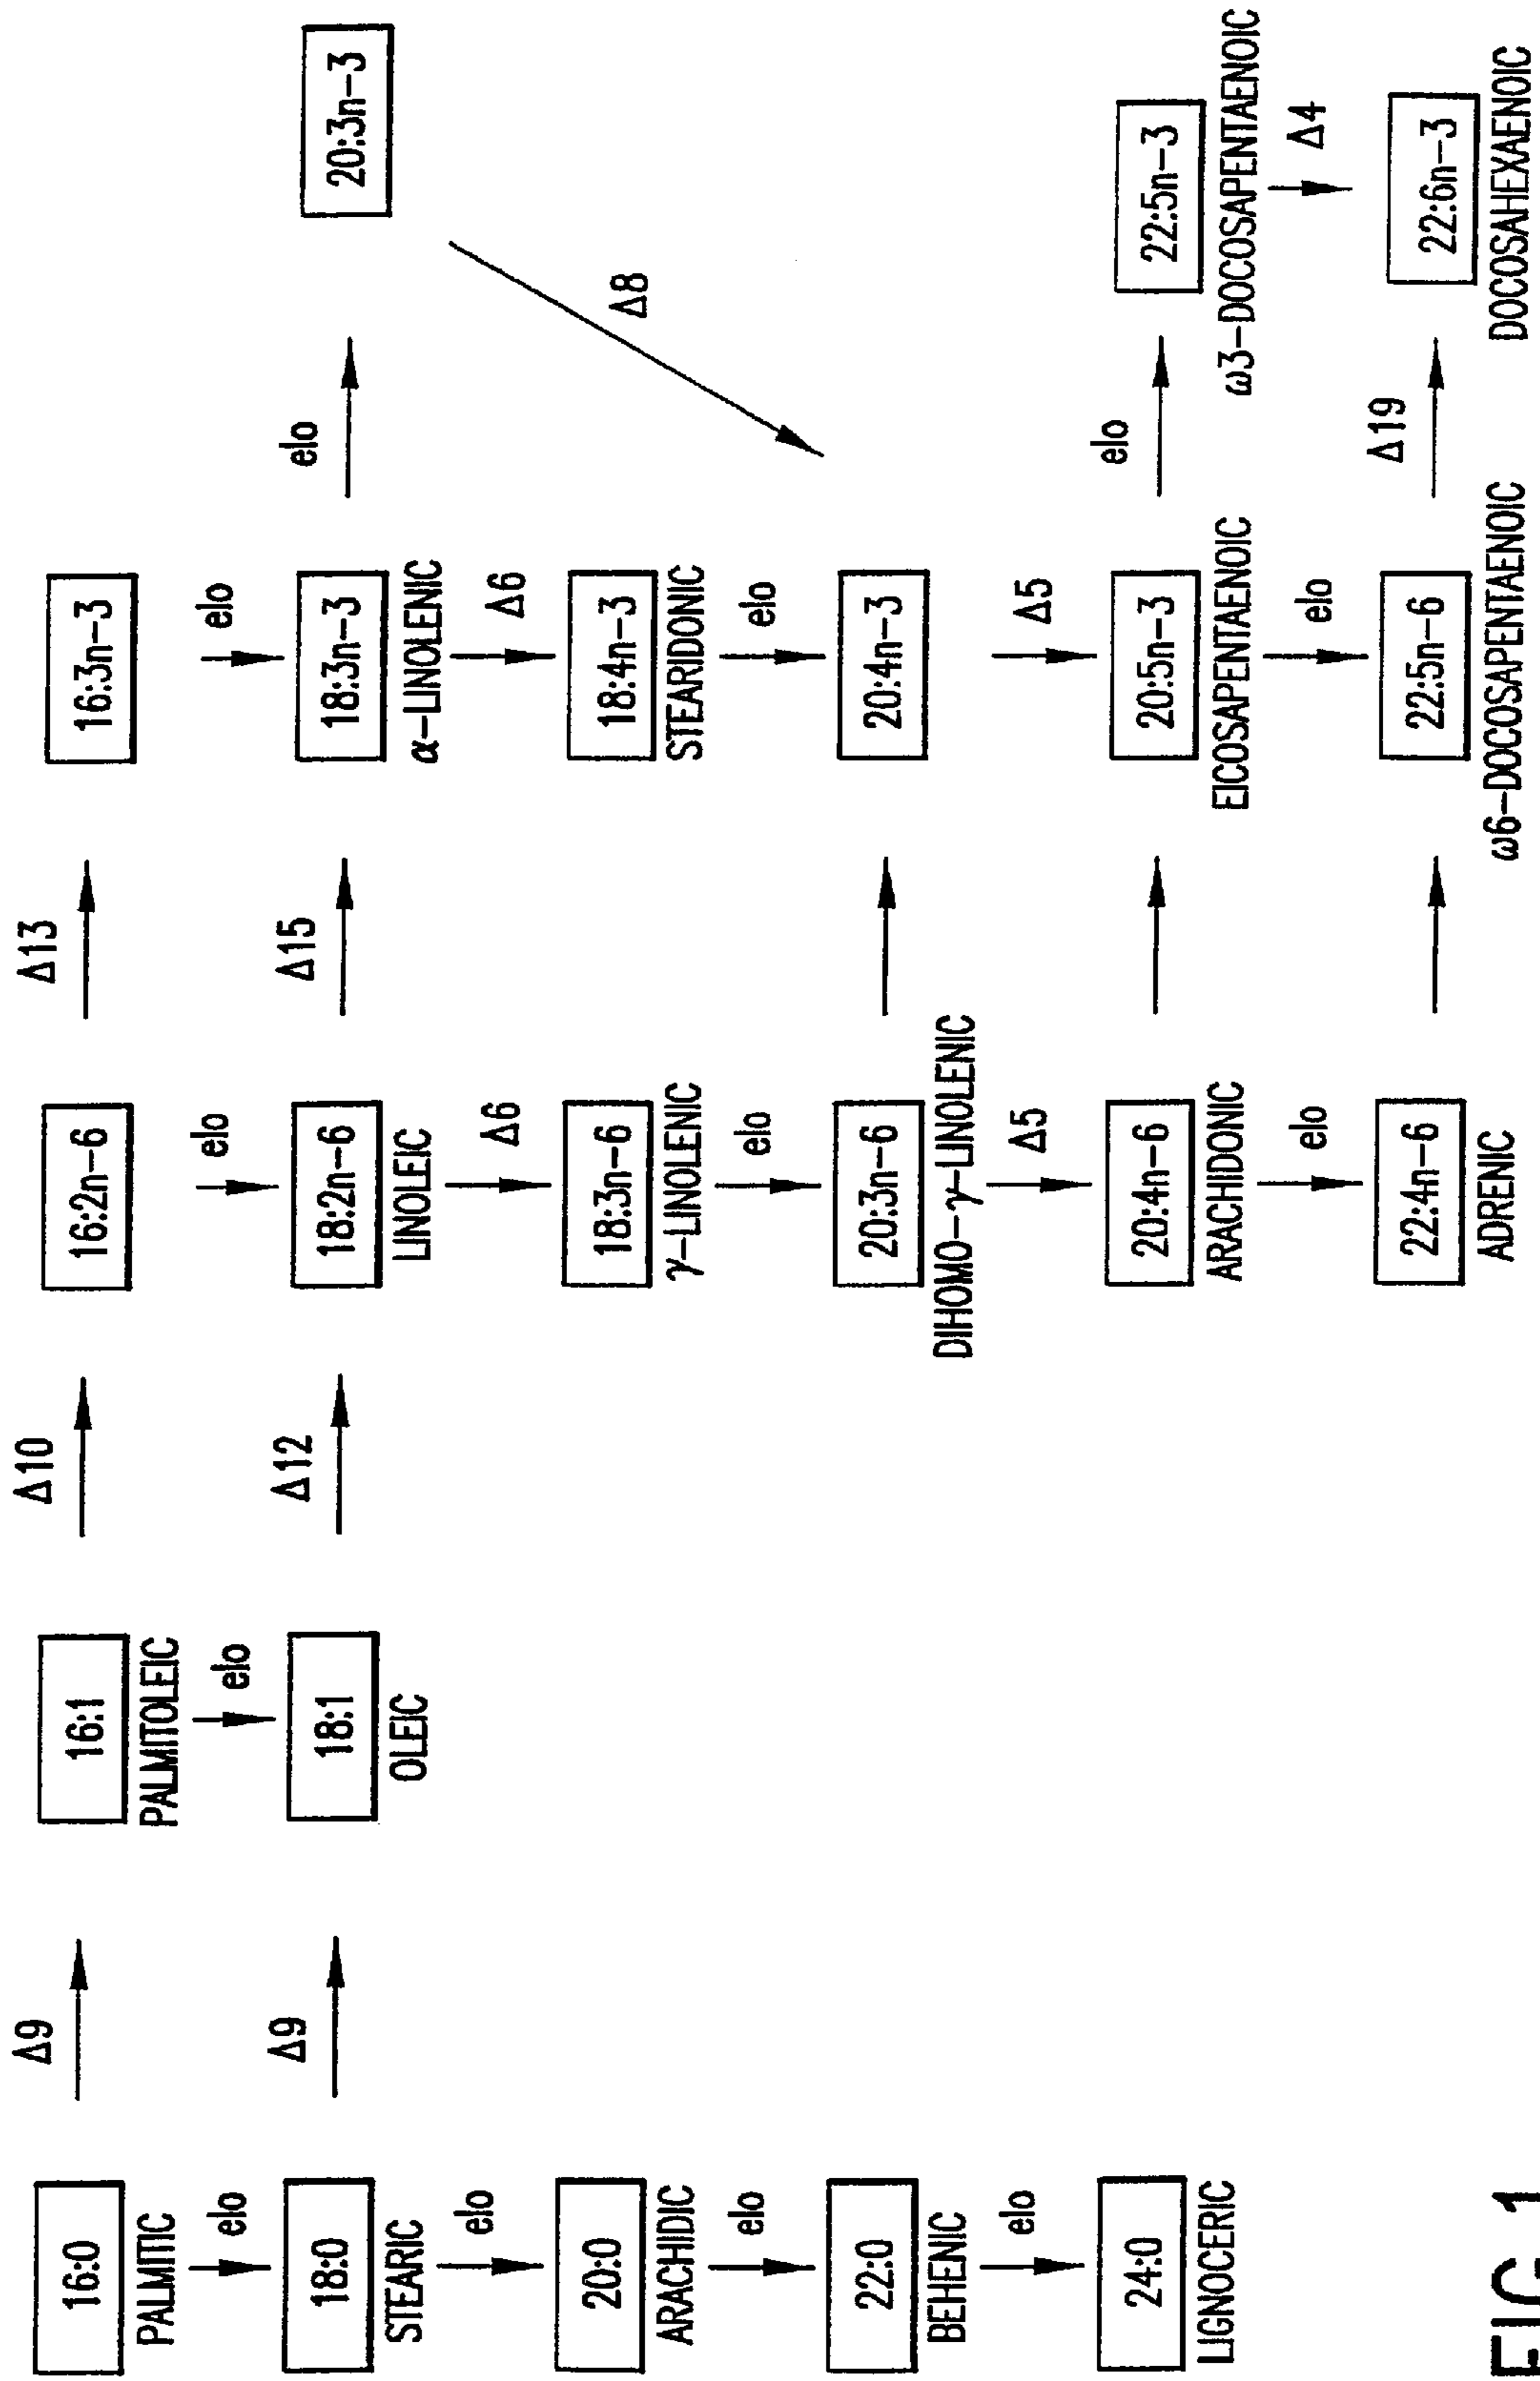 Δ9
Δ10
Δ13
16:0
16:1
16:2n-6
16:3n-3
PALMITIC
PALMITOLEIC
elo
elo
elo
elo
Δ9
Δ12
Δ15
elo
18:0
18:1
18:2n-6
18:3n-3
20:3n-3
STEARIC
OLEIC
LINOLEIC
α-LINOLENIC
elo
Δ6
Δ6
20:0
18:3n-6
18:4n-3
Δ8
ARACHIDIC
γ-LINOLENIC
STEARIDONIC
elo
elo
elo
22:0
20:3n-6
20:4n-3
BEHENIC
DIHOMO-γ-LINOLENIC
elo
Δ5
Δ5
elo
24:0
20:4n-6
20:5n-3
22:5n-3
LIGNOCERIC
ARACHIDONIC
EICOSAPENTAENOIC
ω3-DOCOSAPENTAENOIC
elo
elo
Δ4
Δ19
22:4n-6
22:5n-6
22:6n-3
ADRENIC
ω6-DOCOSAPENTAENOIC
DOCOSAHEXAENOIC
FIG.1